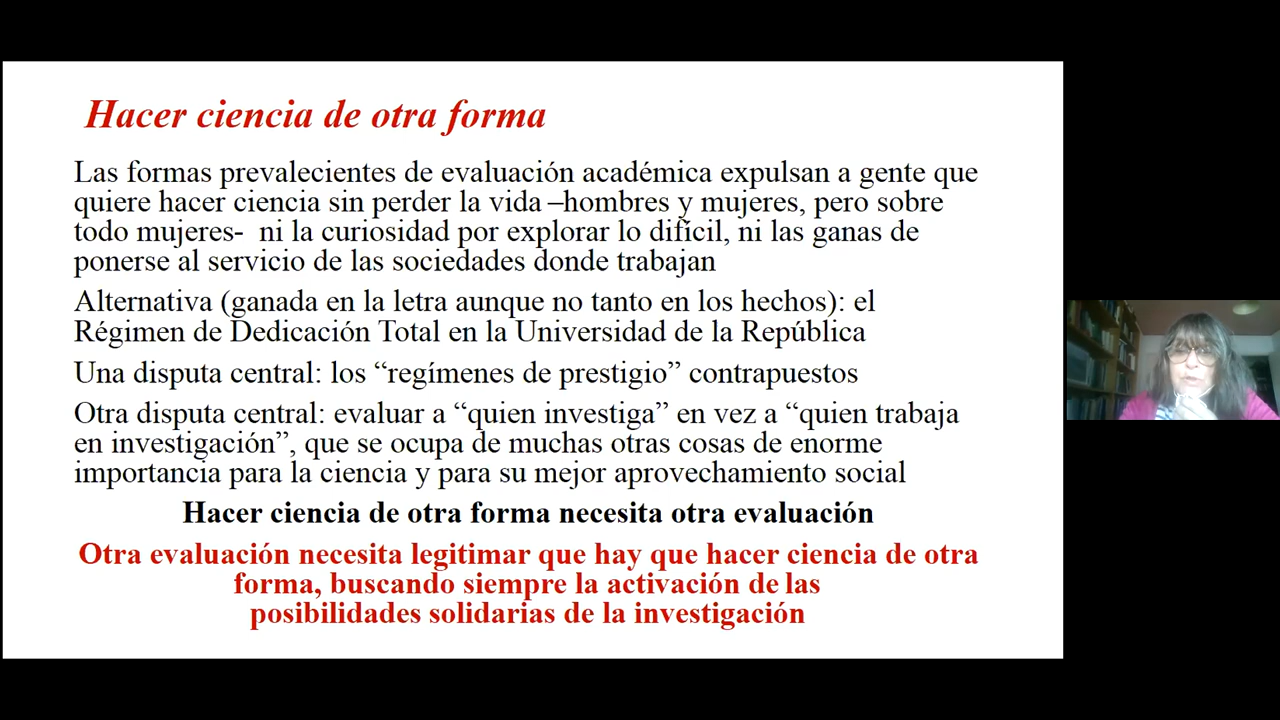 Hacer ciencia de otra forma
Las formas prevalecientes de evaluación académica expulsan a gente que
quiere hacer ciencia sin perder la vida –hombres y mujeres, pero sobre
todo mujeres- ni la curiosidad por explorar lo difícil, ni las ganas de
ponerse al servicio de las sociedades donde trabajan
Alternativa (ganada en la letra aunque no tanto en los hechos): el
Régimen de Dedicación Total en la Universidad de la República
Una disputa central: los “regímenes de prestigio” contrapuestos
Otra disputa central: evaluar a “quien investiga” en vez a “quien trabaja
en investigación”, que se ocupa de muchas otras cosas de enorme
importancia para la ciencia y para su mejor aprovechamiento social
Hacer ciencia de otra forma necesita otra evaluación
Otra evaluación necesita legitimar que hay que hacer ciencia de otra
forma, buscando siempre la activación de las
posibilidades solidarias de la investigación